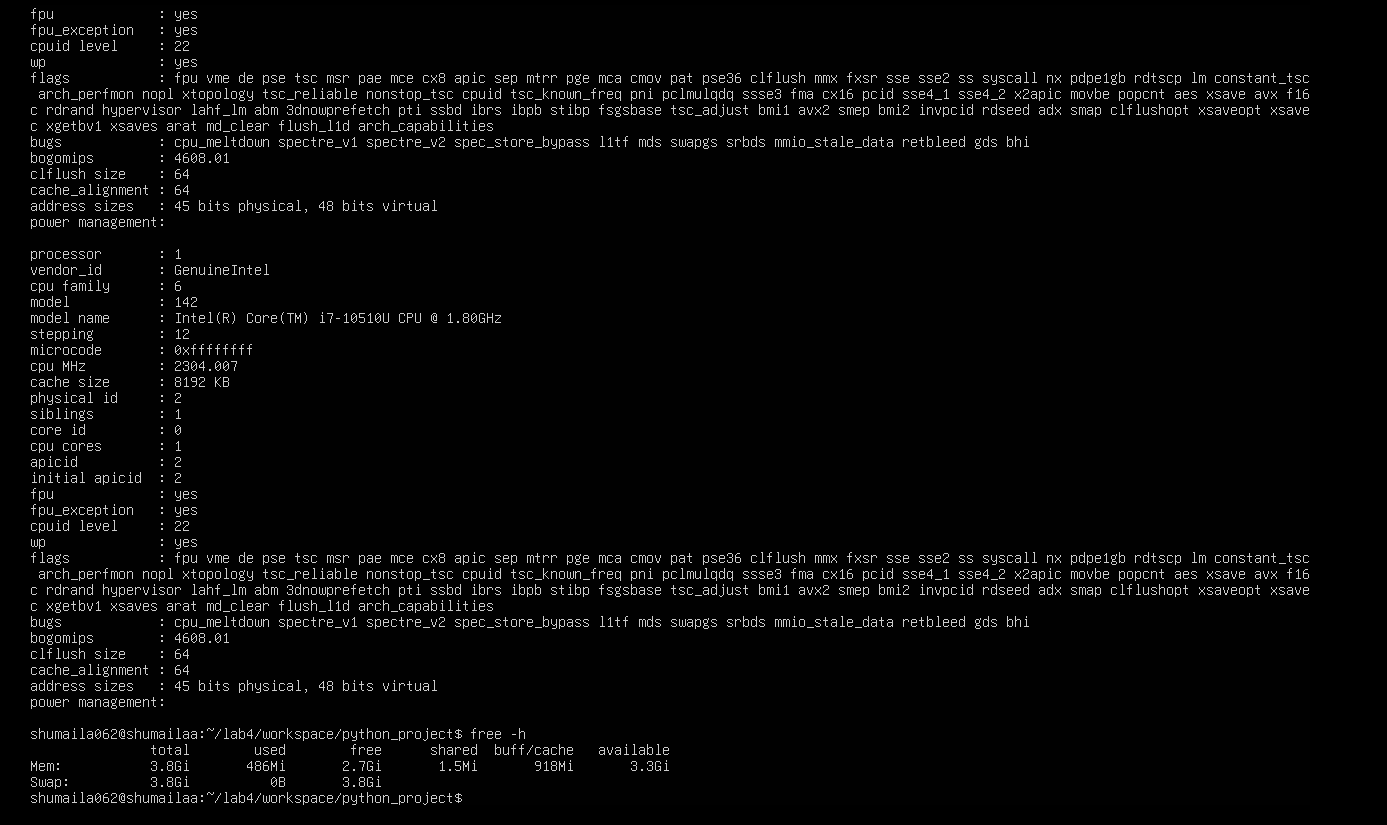 fpu             : yes
fpu_exception   : yes
cpuid level     : 22
wp              : yes
flags           : fpu vme de pse tsc msr pae mce cx8 apic sep mtrr pge mca cmov pat pse36 clflush mmx fxsr sse sse2 ss syscall nx pdpe1gb rdtscp lm constant_tsc
 arch_perfmon nopl xtopology tsc_reliable nonstop_tsc cpuid tsc_known_freq pni pclmulqdq ssse3 fma cx16 pcid sse4_1 sse4_2 x2apic movbe popcnt aes xsave avx f16
c rdrand hypervisor lahf_lm abm 3dnowprefetch pti ssbd ibrs ibpb stibp fsgsbase tsc_adjust bmi1 avx2 smep bmi2 invpcid rdseed adx smap clflushopt xsaveopt xsave
c xgetbv1 xsaves arat md_clear flush_l1d arch_capabilities
bugs            : cpu_meltdown spectre_v1 spectre_v2 spec_store_bypass l1tf mds swapgs srbds mmio_stale_data retbleed gds bhi
bogomips        : 4608.01
clflush size    : 64
cache_alignment : 64
address sizes   : 45 bits physical, 48 bits virtual
power management:

processor       : 1
vendor_id       : GenuineIntel
cpu family      : 6
model           : 142
model name      : Intel(R) Core(TM) i7-10510U CPU @ 1.80GHz
stepping        : 12
microcode       : 0xffffffff
cpu MHz         : 2304.007
cache size      : 8192 KB
physical id     : 2
siblings        : 1
core id         : 0
cpu cores       : 1
apicid          : 2
initial apicid  : 2
fpu             : yes
fpu_exception   : yes
cpuid level     : 22
wp              : yes
flags           : fpu vme de pse tsc msr pae mce cx8 apic sep mtrr pge mca cmov pat pse36 clflush mmx fxsr sse sse2 ss syscall nx pdpe1gb rdtscp lm constant_tsc
 arch_perfmon nopl xtopology tsc_reliable nonstop_tsc cpuid tsc_known_freq pni pclmulqdq ssse3 fma cx16 pcid sse4_1 sse4_2 x2apic movbe popcnt aes xsave avx f16
c rdrand hypervisor lahf_lm abm 3dnowprefetch pti ssbd ibrs ibpb stibp fsgsbase tsc_adjust bmi1 avx2 smep bmi2 invpcid rdseed adx smap clflushopt xsaveopt xsave
c xgetbv1 xsaves arat md_clear flush_l1d arch_capabilities
bugs            : cpu_meltdown spectre_v1 spectre_v2 spec_store_bypass l1tf mds swapgs srbds mmio_stale_data retbleed gds bhi
bogomips        : 4608.01
clflush size    : 64
cache_alignment : 64
address sizes   : 45 bits physical, 48 bits virtual
power management:

shumaila062@shumailaa:~/lab4/workspace/python_project$ free -h
               total        used        free      shared  buff/cache   available
Mem:           3.8Gi       486Mi       2.7Gi       1.5Mi       918Mi       3.3Gi
Swap:          3.8Gi          0B       3.8Gi
shumaila062@shumailaa:~/lab4/workspace/python_project$